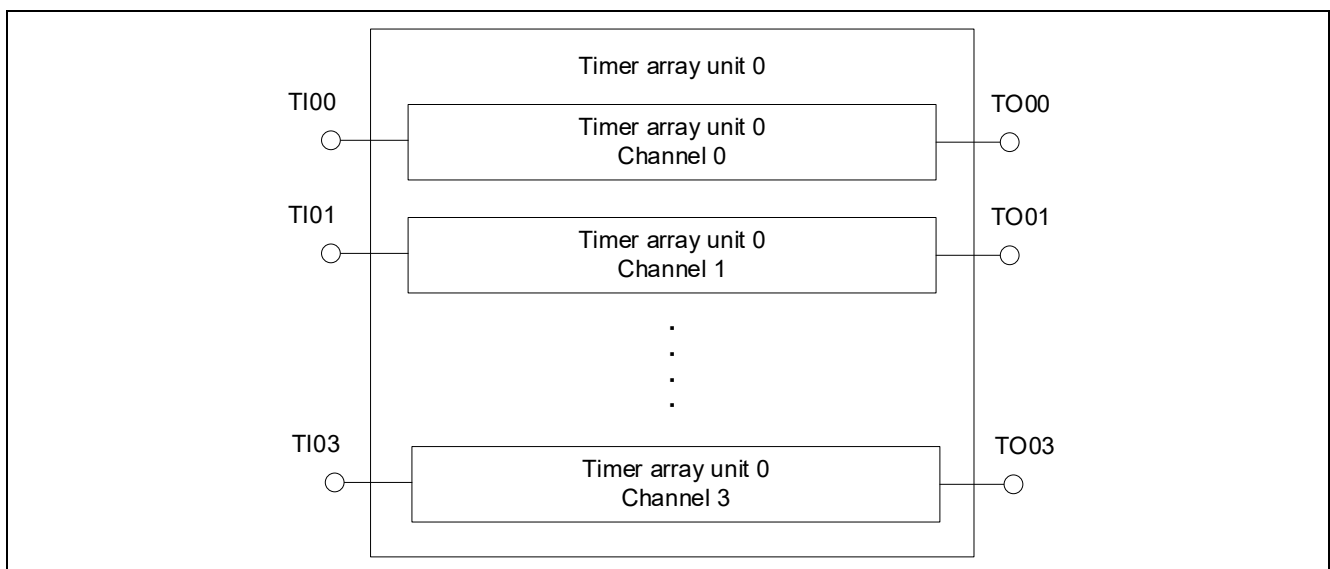 Timer array unit 0
TI00
Timer array unit 0
Channel 0
TO00
TI01
Timer array unit 0
Channel 1
TO01
TI03
Timer array unit 0
Channel 3
TO03